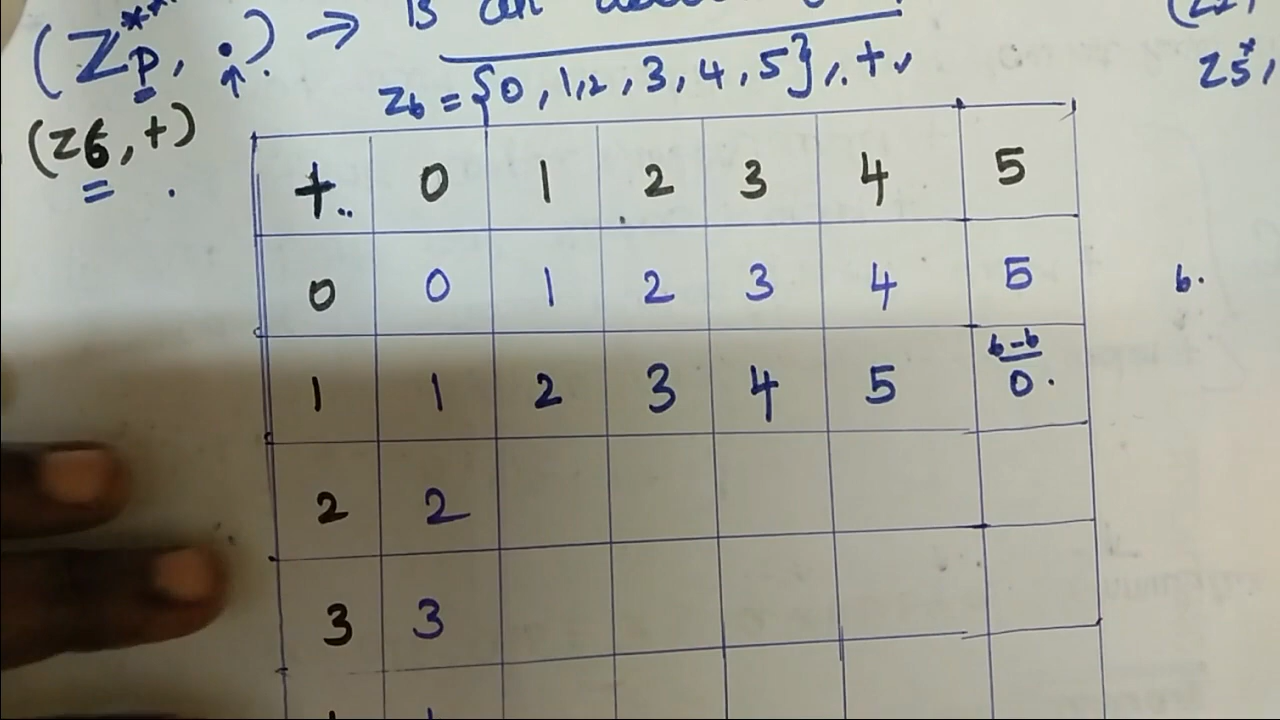 (Z*p, •) → is an
(Z2,
Z6 = {0, 1, 2, 3, 4, 5}, +,
Z5*,
(Z6, +)
+ 0 1 2 3 4 5
0 0 1 2 3 4 5
6.
1 1 2 3 4 5 6-6 0.
2 2
3 3